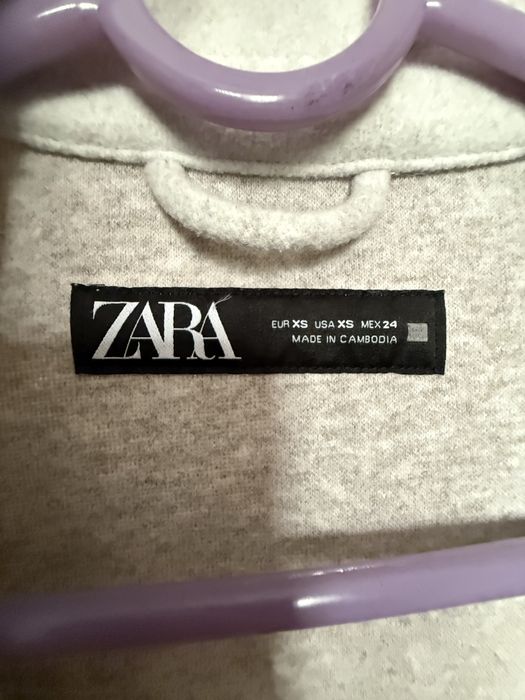 ZARA
EUR XS USA XS MEX 24
MADE IN CAMBODIA